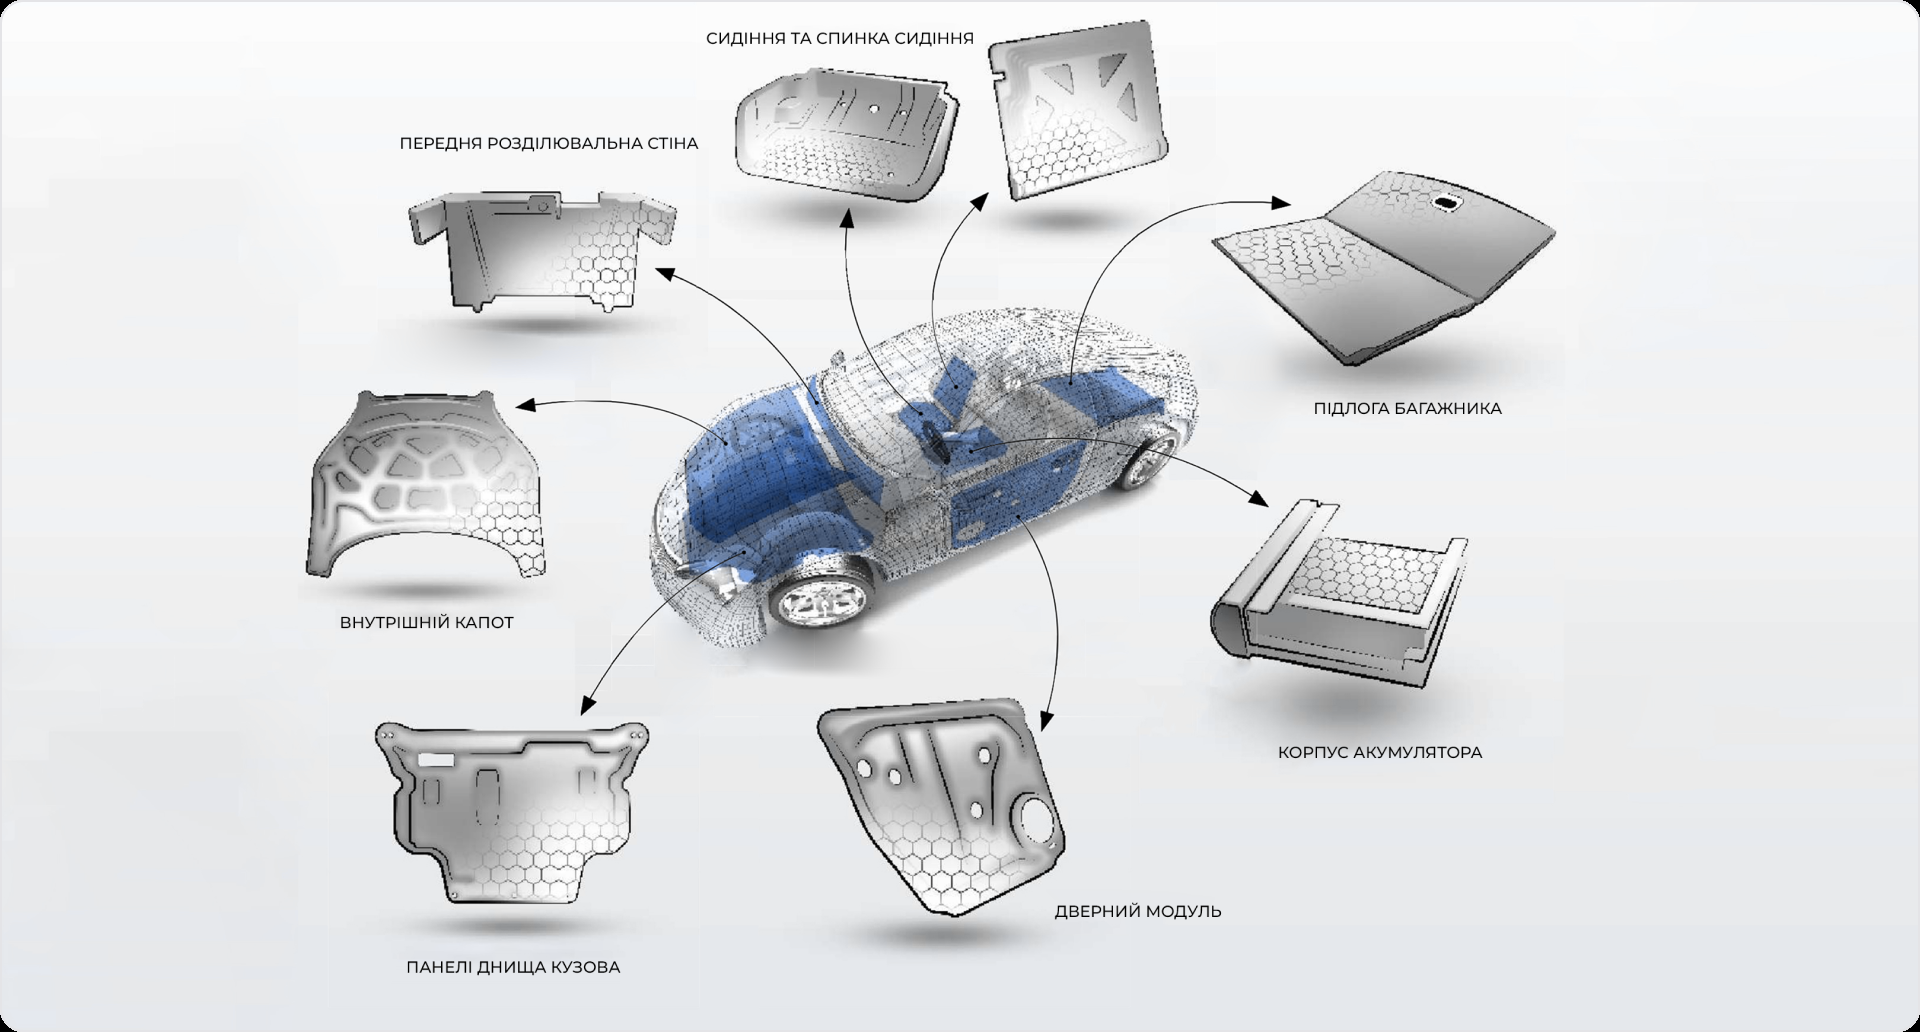 СИДІННЯ ТА СПИНКА СИДІННЯ
ПЕРЕДНЯ РОЗДІЛЮВАЛЬНА СТІНА
ПІДЛОГА БАГАЖНИКА
ВНУТРІШНІЙ КАПОТ
КОРПУС АКУМУЛЯТОРА
ДВЕРНИЙ МОДУЛЬ
ПАНЕЛІ ДНИЩА КУЗОВА